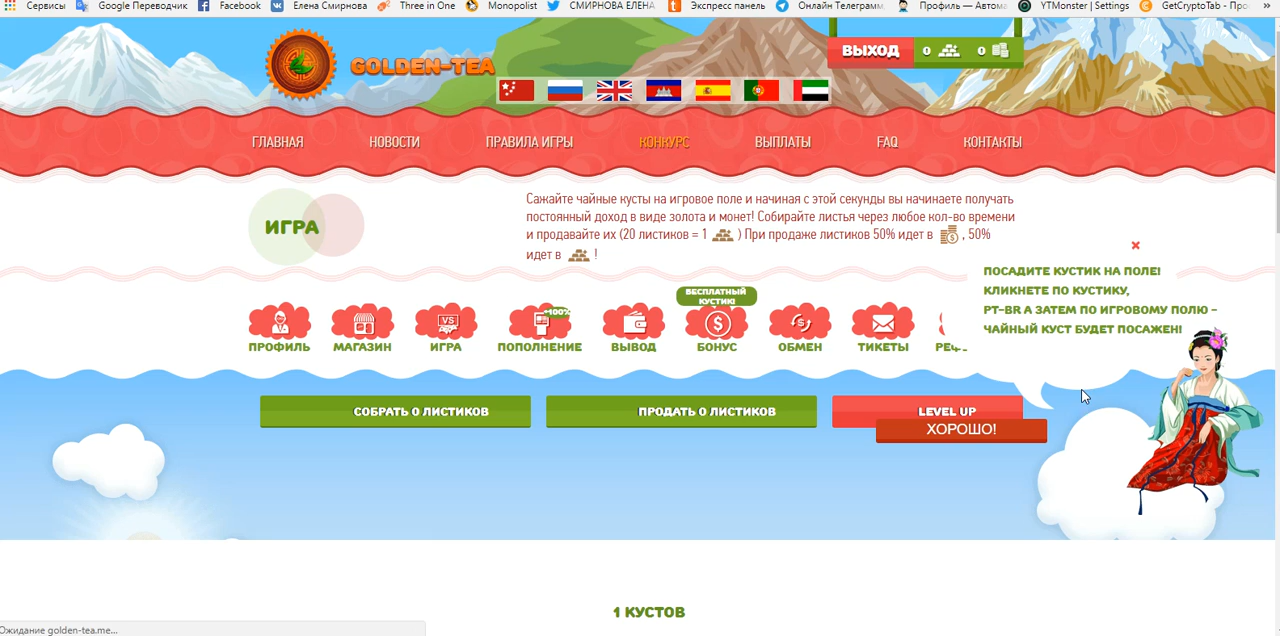 Сервисы Google Переводчик Facebook Елена Смирнова Three in One Monopolist СМИРНОВА ЕЛЕНА Экспресс панель Онлайн Телеграмм Профиль — Автома YTMonster | Settings GetCryptoTab - Про »
GOLDEN-TEA
ВЫХОД 0 0
ГЛАВНАЯ НОВОСТИ ПРАВИЛА ИГРЫ КОНКУРС ВЫПЛАТЫ FAQ КОНТАКТЫ
ИГРА
Сажайте чайные кусты на игровое поле и начиная с этой секунды вы начинаете получать
постоянный доход в виде золота и монет! Собирайте листья через любое кол-во времени
и продавайте их (20 листиков = 1 ) При продаже листиков 50% идет в , 50%
идет в !
ПОСАДИТЕ КУСТИК НА ПОЛЕ!
КЛИКНЕТЕ ПО КУСТИКУ,
PT-BR А ЗАТЕМ ПО ИГРОВОМУ ПОЛЮ -
ЧАЙНЫЙ КУСТ БУДЕТ ПОСАЖЕН!
БЕСПЛАТНЫЙ
КУСТИК!
VS +100% $ S
ПРОФИЛЬ МАГАЗИН ИГРА ПОПОЛНЕНИЕ ВЫВОД БОНУС ОБМЕН ТИКЕТЫ
СОБРАТЬ 0 ЛИСТИКОВ ПРОДАТЬ 0 ЛИСТИКОВ LEVEL UP
ХОРОШО!
1 КУСТОВ
Ожидание golden-tea.me...